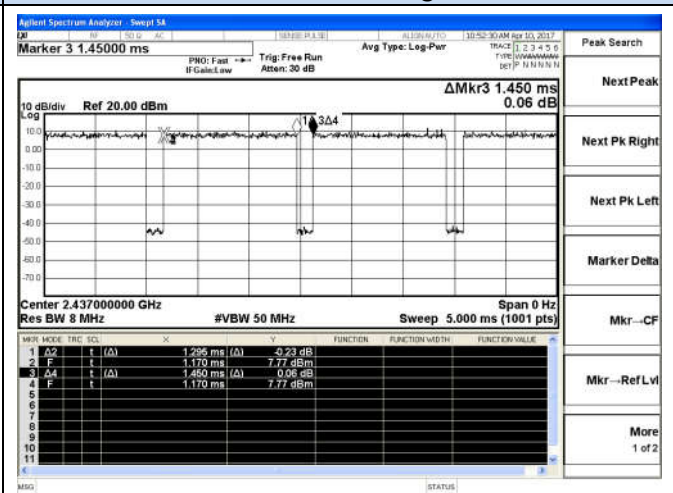 Agilent Spectrum Analyzer - Swept SA
RF 50 Ω AC SENSE:PULSE ALIGN AUTO 10:52:30 AM Apr 10, 2017
Marker 3 1.45000 ms
PNO: Fast Trig: Free Run
IFGain:Low Atten: 30 dB
Avg Type: Log-Pwr
TRACE 1 2 3 4 5 6
TYPE
DET P N N N N N
Peak Search
ΔMkr3 1.450 ms
0.06 dB
10 dB/div Ref 20.00 dBm
Log
10.0
0.00
-10.0
-20.0
-30.0
-40.0
-50.0
-60.0
-70.0
3Δ4
Center 2.437000000 GHz Span 0 Hz
Res BW 8 MHz #VBW 50 MHz Sweep 5.000 ms (1001 pts)
MKR MODE TRC SCL X Y FUNCTION FUNCTION WIDTH FUNCTION VALUE
1 Δ2 t (Δ) 1.296 ms (Δ) -0.23 dB
2 F t 1.170 ms 7.77 dBm
3 Δ4 t (Δ) 1.450 ms (Δ) 0.06 dB
4 F t 1.170 ms 7.77 dBm
5
6
7
8
9
10
11
MSG STATUS
Next Peak
Next Pk Right
Next Pk Left
Marker Delta
Mkr→CF
Mkr→Ref Lvl
More
1 of 2